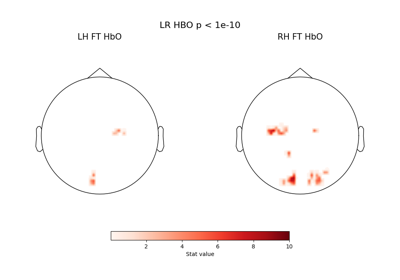 LR HBO p < 1e-10
LH FT HbO
RH FT HbO
2 4 6 8 10
Stat value